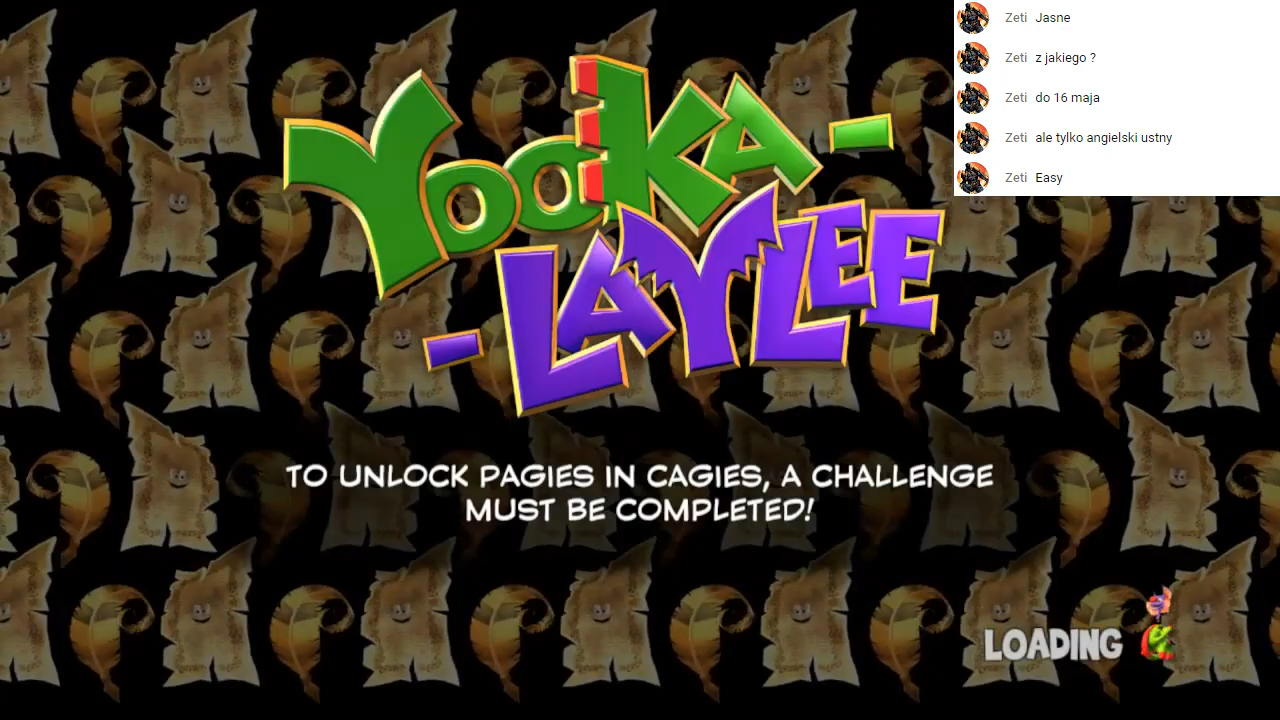 YOOKA-
-LAYLEE
TO UNLOCK PAGIES IN CAGIES, A CHALLENGE
MUST BE COMPLETED!
LOADING
Zeti Jasne
Zeti z jakiego ?
Zeti do 16 maja
Zeti ale tylko angielski ustny
Zeti Easy